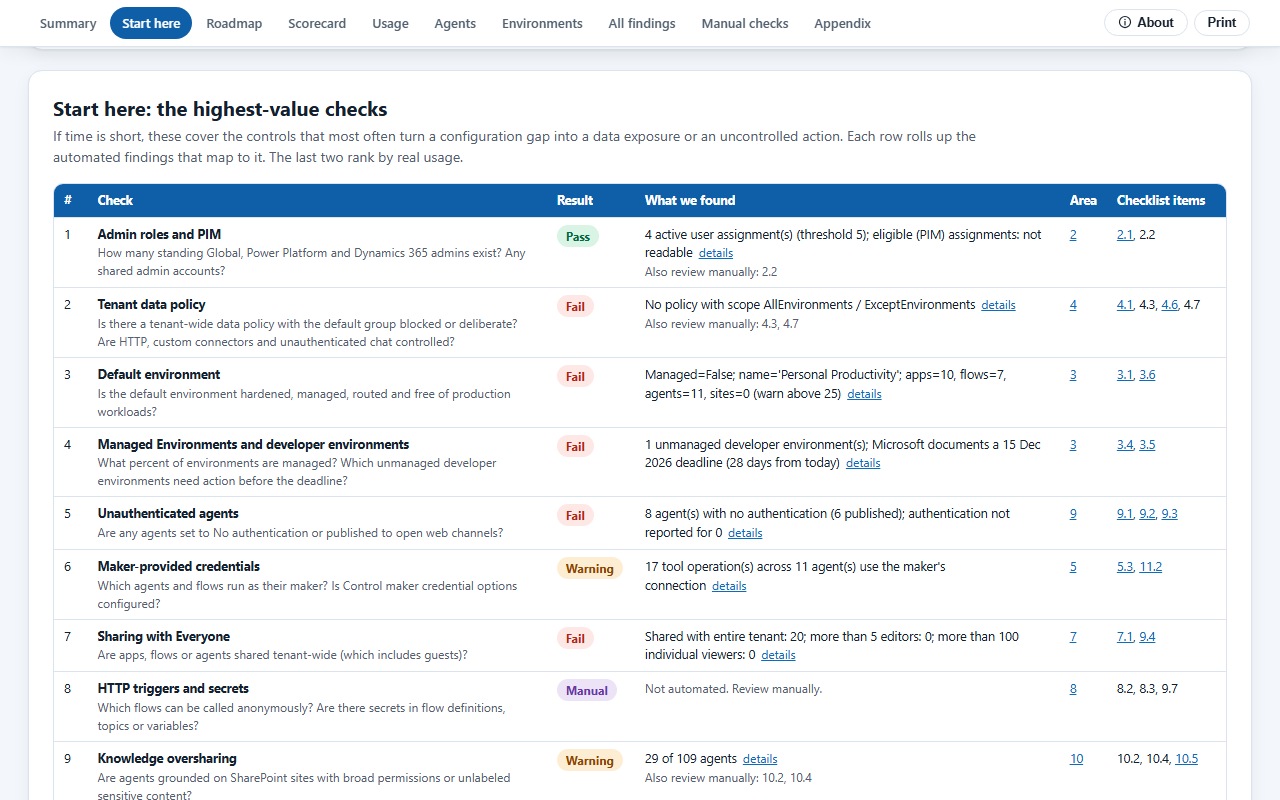 Summary Start here Roadmap Scorecard Usage Agents Environments All findings Manual checks Appendix About Print
Start here: the highest-value checks
If time is short, these cover the controls that most often turn a configuration gap into a data exposure or an uncontrolled action. Each row rolls up the
automated findings that map to it. The last two rank by real usage.
# Check Result What we found Area Checklist items
1 Admin roles and PIM Pass 4 active user assignment(s) (threshold 5); eligible (PIM) assignments: not 2 2.1, 2.2
How many standing Global, Power Platform and Dynamics 365 admins exist? Any readable details
shared admin accounts? Also review manually: 2.2
2 Tenant data policy Fail No policy with scope AllEnvironments / ExceptEnvironments details 4 4.1, 4.3, 4.6, 4.7
Is there a tenant-wide data policy with the default group blocked or deliberate? Also review manually: 4.3, 4.7
Are HTTP, custom connectors and unauthenticated chat controlled?
3 Default environment Fail Managed=False; name='Personal Productivity'; apps=10, flows=7, 3 3.1, 3.6
Is the default environment hardened, managed, routed and free of production agents=11, sites=0 (warn above 25) details
workloads?
4 Managed Environments and developer environments Fail 1 unmanaged developer environment(s); Microsoft documents a 15 Dec 3 3.4, 3.5
What percent of environments are managed? Which unmanaged developer 2026 deadline (28 days from today) details
environments need action before the deadline?
5 Unauthenticated agents Fail 8 agent(s) with no authentication (6 published); authentication not 9 9.1, 9.2, 9.3
Are any agents set to No authentication or published to open web channels? reported for 0 details
6 Maker-provided credentials Warning 17 tool operation(s) across 11 agent(s) use the maker's 5 5.3, 11.2
Which agents and flows run as their maker? Is Control maker credential options connection details
configured?
7 Sharing with Everyone Fail Shared with entire tenant: 20; more than 5 editors: 0; more than 100 7 7.1, 9.4
Are apps, flows or agents shared tenant-wide (which includes guests)? individual viewers: 0 details
8 HTTP triggers and secrets Manual Not automated. Review manually. 8 8.2, 8.3, 9.7
Which flows can be called anonymously? Are there secrets in flow definitions,
topics or variables?
9 Knowledge oversharing Warning 29 of 109 agents details 10 10.2, 10.4, 10.5
Are agents grounded on SharePoint sites with broad permissions or unlabeled Also review manually: 10.2, 10.4
sensitive content?